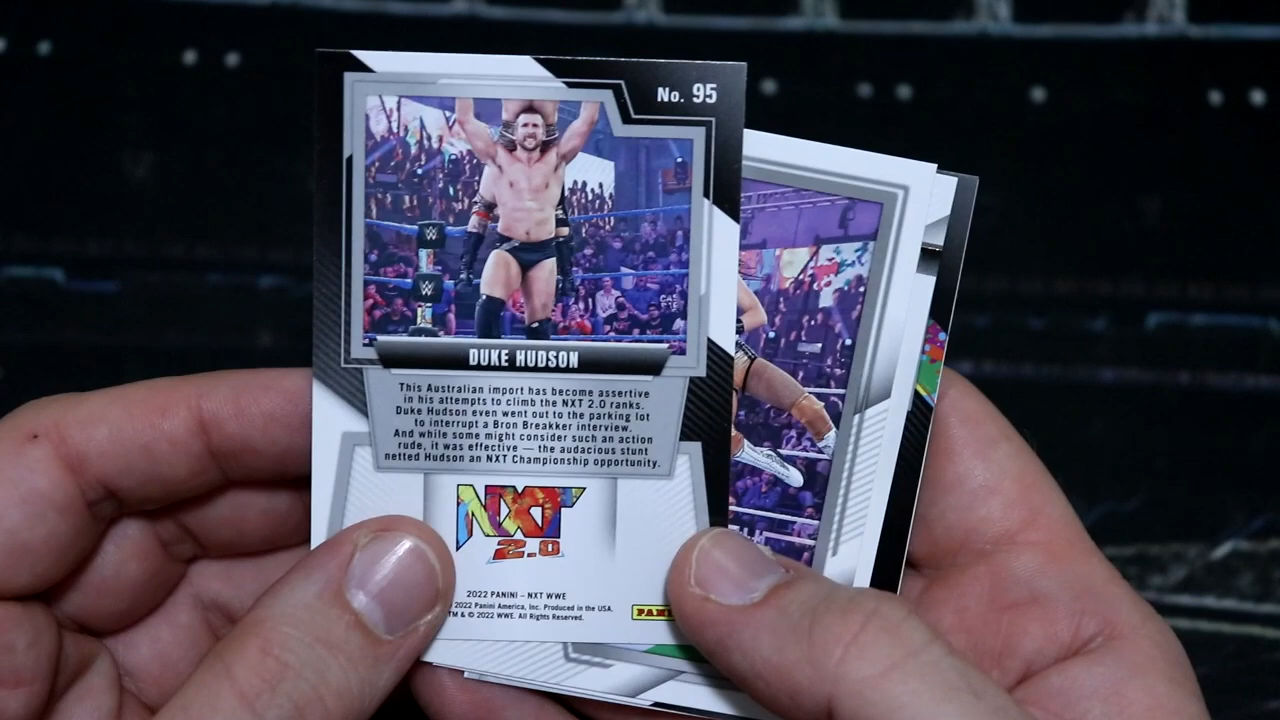 No. 95
DUKE HUDSON
This Australian import has become assertive
in his attempts to climb the NXT 2.0 ranks.
Duke Hudson even went out to the parking lot
to interrupt a Bron Breakker interview.
And while some might consider such an action
rude, it was effective — the audacious stunt
netted Hudson an NXT Championship opportunity.
NXT
2.0
2022 PANINI – NXT WWE
2022 Panini America, Inc. Produced in the USA.
TM & © 2022 WWE. All Rights Reserved.